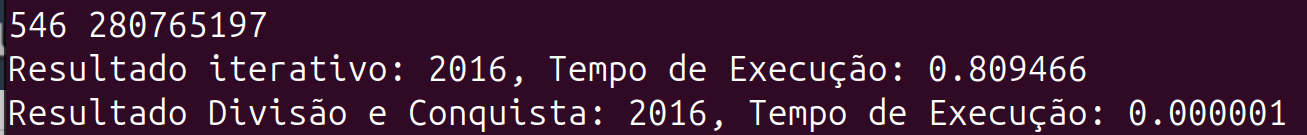 546 280765197
Resultado iterativo: 2016, Tempo de Execução: 0.809466
Resultado Divisão e Conquista: 2016, Tempo de Execução: 0.000001